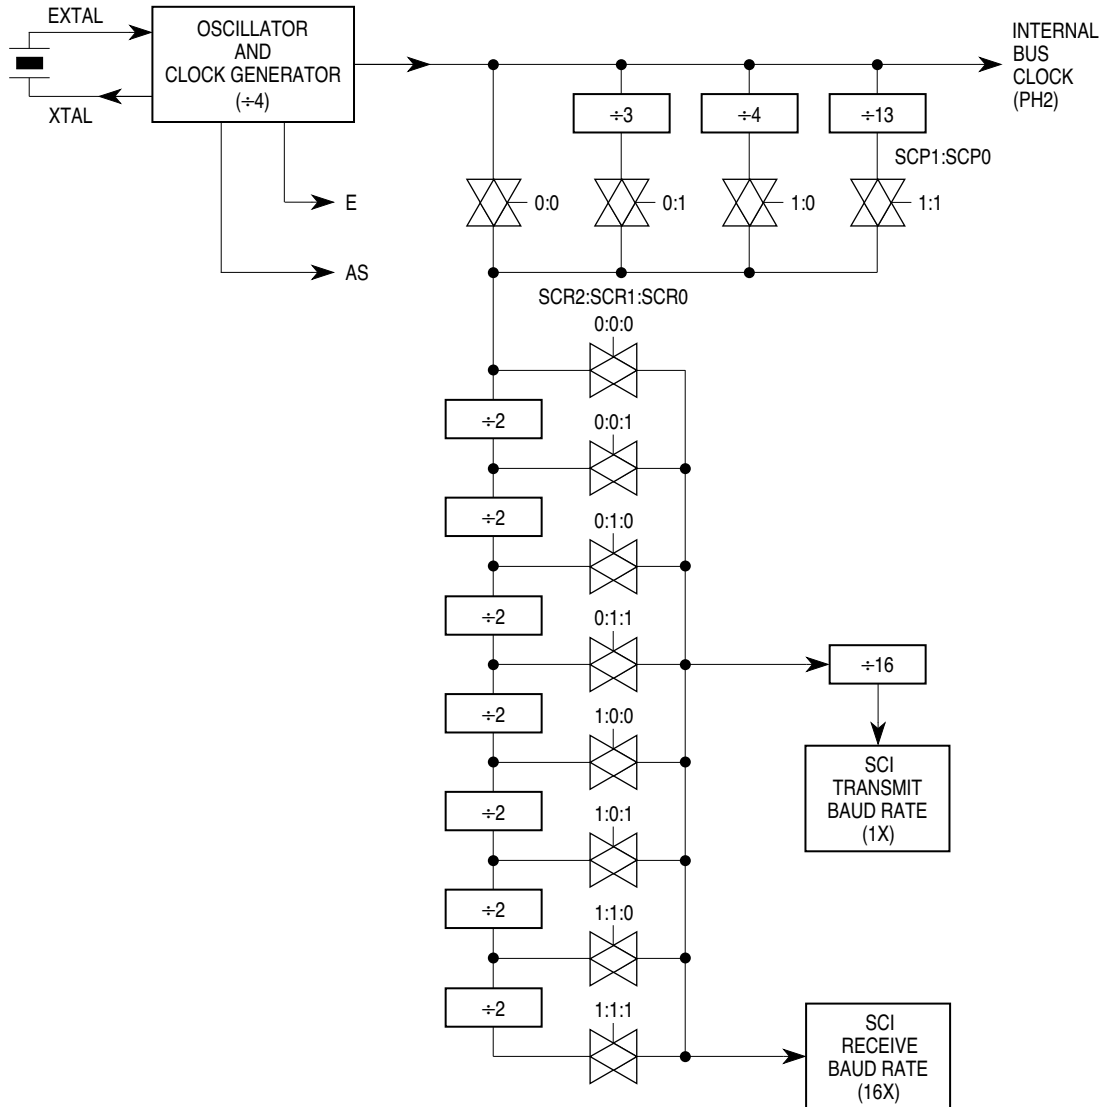 EXTAL
XTAL
OSCILLATOR
AND
CLOCK GENERATOR
(÷4)
INTERNAL
BUS
CLOCK
(PH2)
÷3
÷4
÷13
SCP1:SCP0
0:0
0:1
1:0
1:1
E
AS
SCR2:SCR1:SCR0
0:0:0
÷2
0:0:1
÷2
0:1:0
÷2
0:1:1
÷16
÷2
1:0:0
SCI
TRANSMIT
BAUD RATE
(1X)
÷2
1:0:1
÷2
1:1:0
÷2
1:1:1
SCI
RECEIVE
BAUD RATE
(16X)